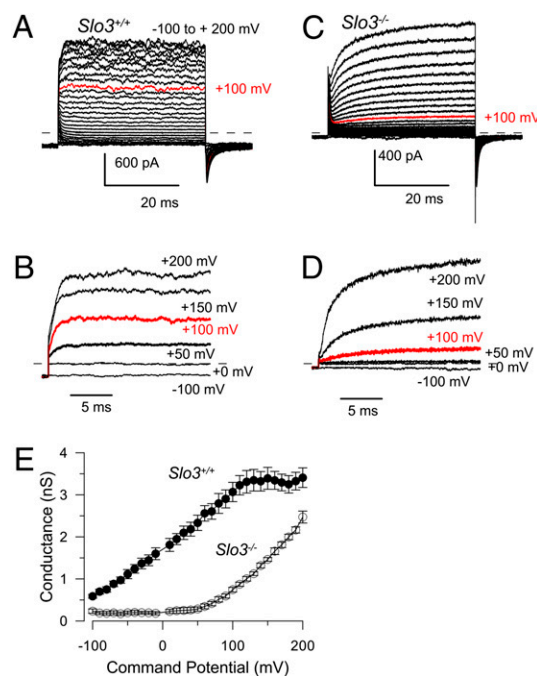 A
Slo3+/+
-100 to + 200 mV
+100 mV
600 pA
20 ms
C
Slo3-/-
+100 mV
400 pA
20 ms
B
+200 mV
+150 mV
+100 mV
+50 mV
+0 mV
-100 mV
5 ms
D
+200 mV
+150 mV
+100 mV
+50 mV
+0 mV
-100 mV
5 ms
E
Conductance (nS)
4
3
2
1
0
Slo3+/+
Slo3-/-
-100
0
100
200
Command Potential (mV)